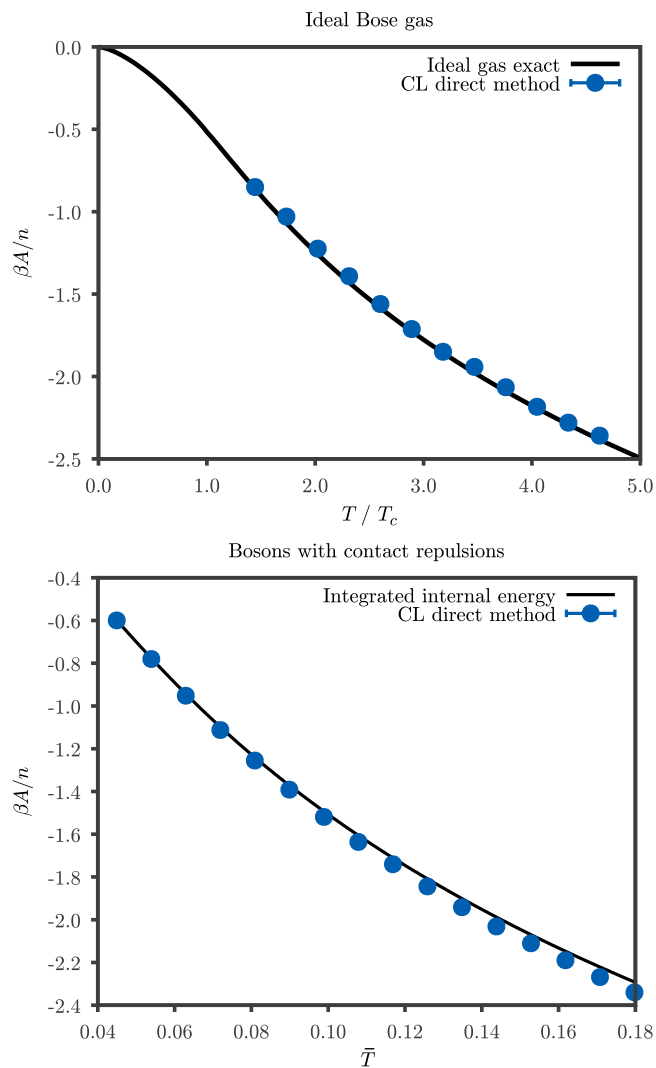 Ideal Bose gas
Ideal gas exact
CL direct method
βA/n
0.0
-0.5
-1.0
-1.5
-2.0
-2.5
0.0 1.0 2.0 3.0 4.0 5.0
T / T_c
Bosons with contact repulsions
Integrated internal energy
CL direct method
βA/n
-0.4
-0.6
-0.8
-1.0
-1.2
-1.4
-1.6
-1.8
-2.0
-2.2
-2.4
0.04 0.06 0.08 0.10 0.12 0.14 0.16 0.18
T̄